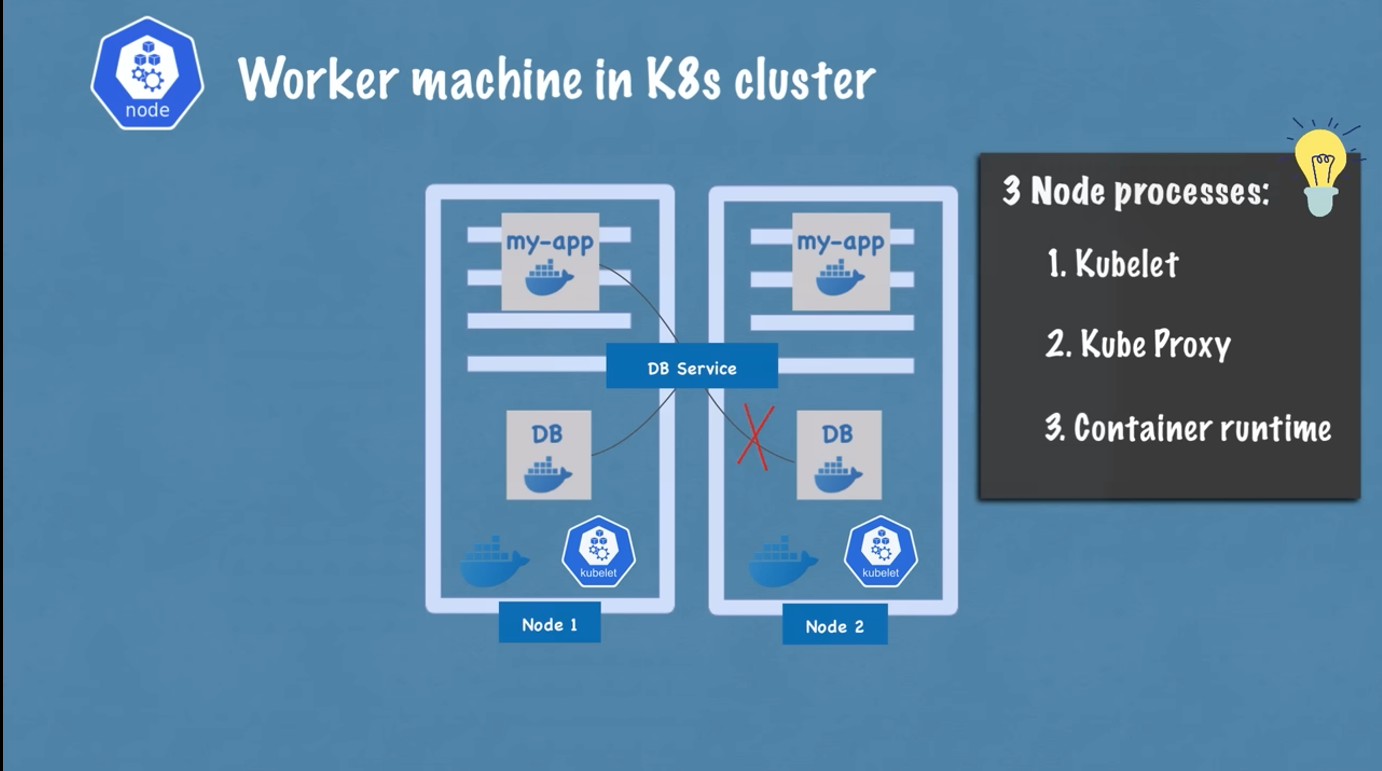 node
Worker machine in K8s cluster
3 Node processes:
1. Kubelet
2. Kube Proxy
3. Container runtime
my-app
my-app
DB Service
DB
DB
kubelet
kubelet
Node 1
Node 2